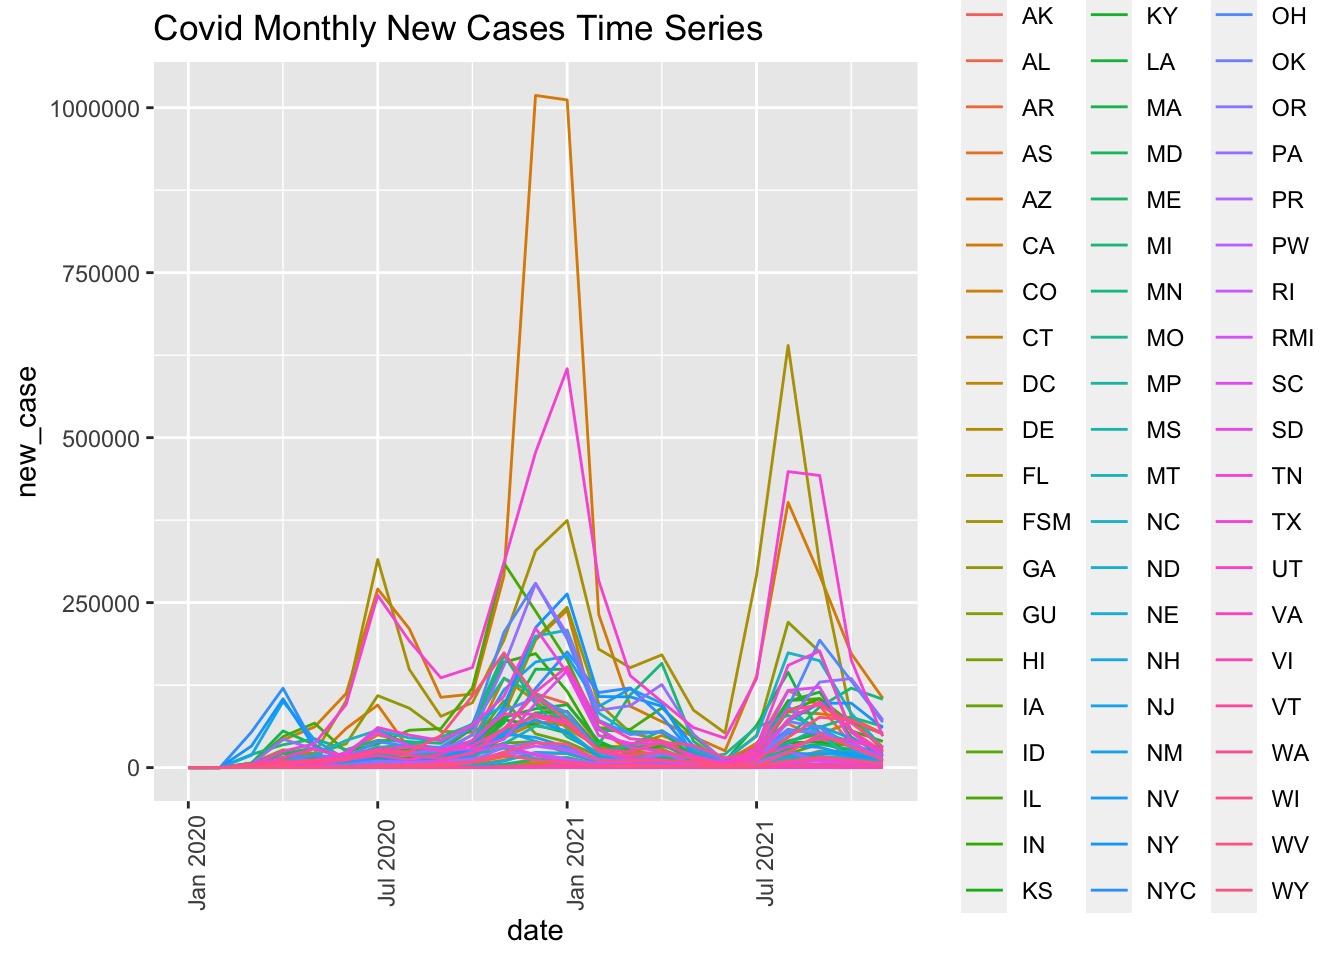 Covid Monthly New Cases Time Series
new_case
1000000
750000
500000
250000
0
Jan 2020
Jul 2020
Jan 2021
Jul 2021
date
AK
AL
AR
AS
AZ
CA
CO
CT
DC
DE
FL
FSM
GA
GU
HI
IA
ID
IL
IN
KS
KY
LA
MA
MD
ME
MI
MN
MO
MP
MS
MT
NC
ND
NE
NH
NJ
NM
NV
NY
NYC
OH
OK
OR
PA
PR
PW
RI
RMI
SC
SD
TN
TX
UT
VA
VI
VT
WA
WI
WV
WY